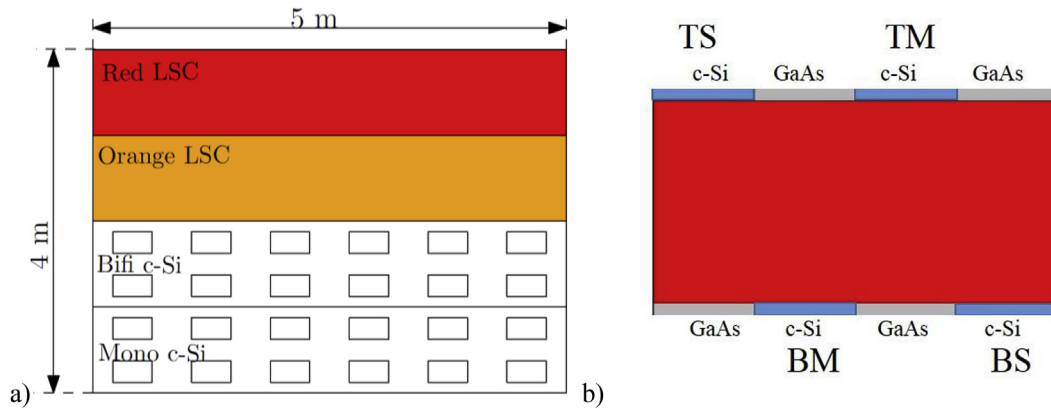 5 m
4 m
Red LSC
Orange LSC
Bifi c-Si
Mono c-Si
a)
TS TM
c-Si GaAs c-Si GaAs
GaAs c-Si GaAs c-Si
BM BS
b)